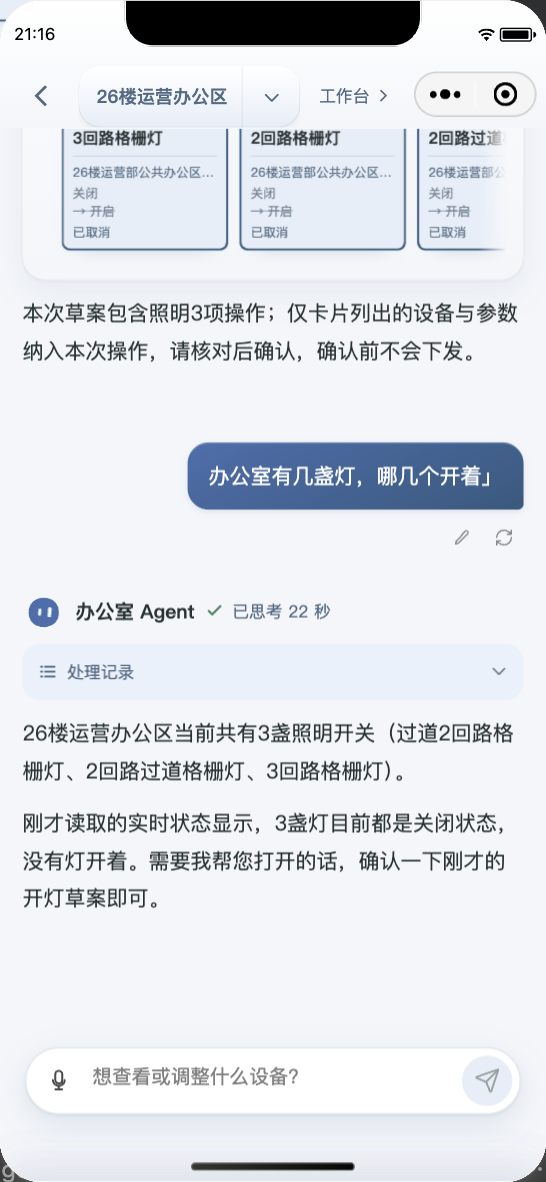 21:16
26楼运营办公区
工作台
3回路格栅灯
26楼运营部公共办公区...
关闭
→ 开启
已取消
2回路格栅灯
26楼运营部公共办公区...
关闭
→ 开启
已取消
2回路过道
26楼运营部
关闭
→ 开启
已取消
本次草案包含照明3项操作；仅卡片列出的设备与参数
纳入本次操作，请核对后确认，确认前不会下发。
办公室有几盏灯，哪几个开着」
办公室 Agent
已思考 22 秒
处理记录
26楼运营办公区当前共有3盏照明开关（过道2回路格
栅灯、2回路过道格栅灯、3回路格栅灯）。
刚才读取的实时状态显示，3盏灯目前都是关闭状态，
没有灯开着。需要我帮您打开的话，确认一下刚才的
开灯草案即可。
想查看或调整什么设备？